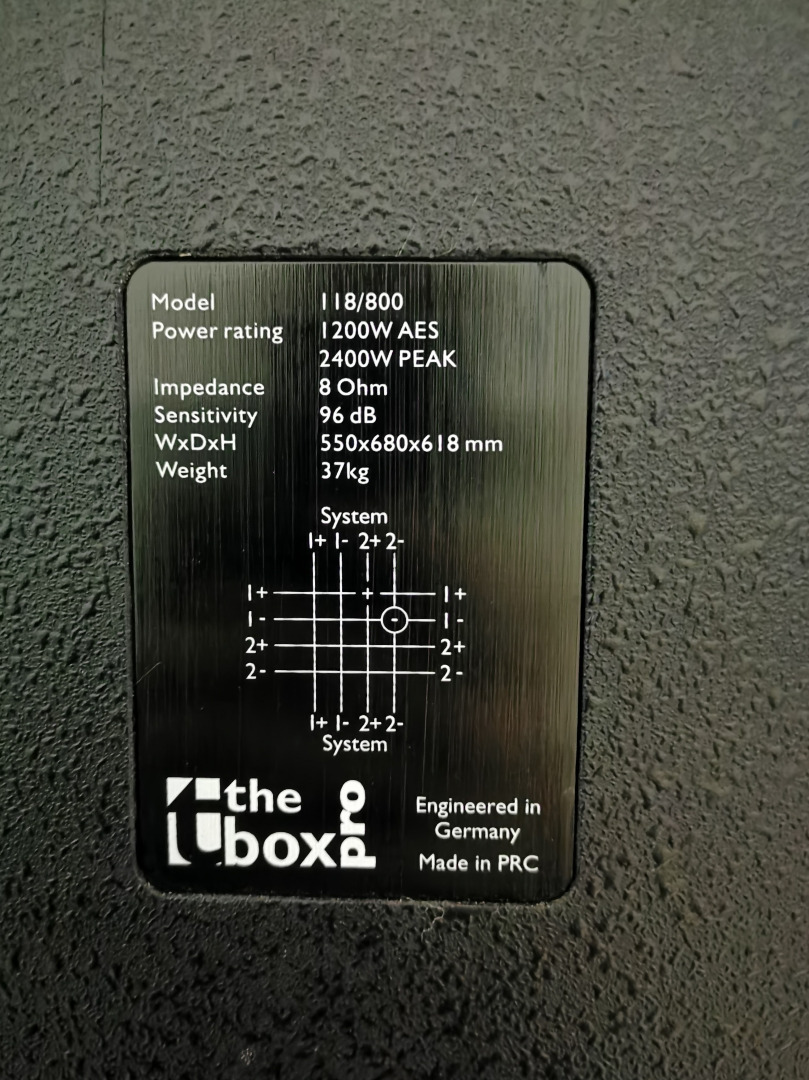 Model 118/800
Power rating 1200W AES
2400W PEAK
Impedance 8 Ohm
Sensitivity 96 dB
WxDxH 550x680x618 mm
Weight 37kg
System
1+ 1- 2+ 2-
1+ + 1+
1- - 1-
2+ 2+
2- 2-
1+ 1- 2+ 2-
System
the box pro
Engineered in
Germany
Made in PRC